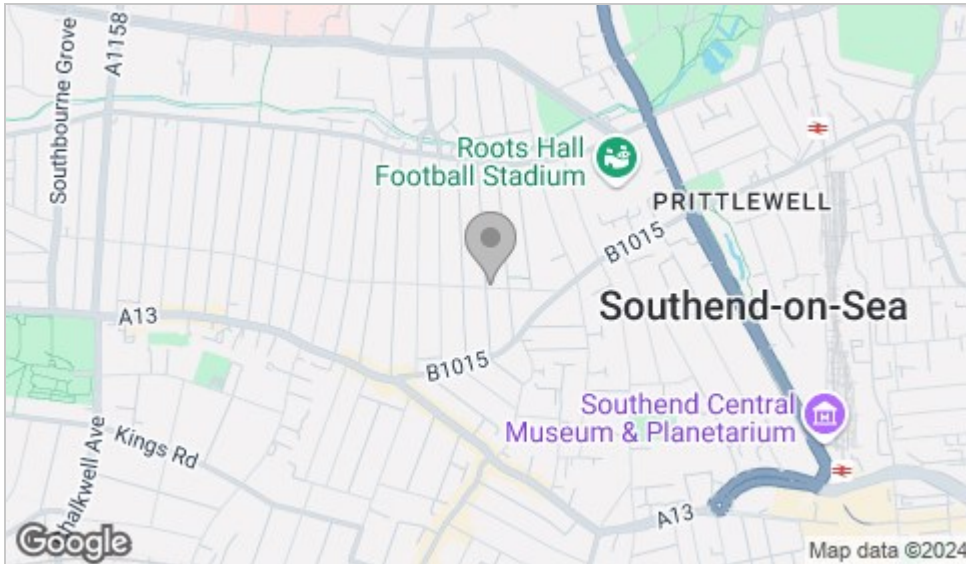 Southbourne Grove
A1158
Roots Hall
Football Stadium
PRITTLEWELL
B1015
Southend-on-Sea
A13
B1015
Southend Central
Museum & Planetarium
Kings Rd
Chalkwell Ave
A13
Google
Map data ©2024